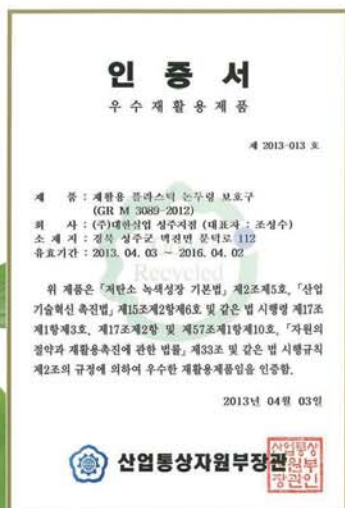 인증서
우수재활용제품
제 2013-013 호
제 품 : 재활용 플라스틱 논두렁 보호구
(GR M 3089-2012)
회 사 : (주)대한실업 성주지점 (대표자 : 조성수)
소 재 지 : 경북 성주군 벽진면 문덕로 112
유효기간 : 2013. 04. 03 ~ 2016. 04. 02
Recycled
위 제품은 「저탄소 녹색성장 기본법」 제2조제5호, 「산업
기술혁신 촉진법」 제15조제2항제6호 및 같은 법 시행령 제17조
제1항제3호, 제17조제2항 및 제57조제1항제10호, 「자원의
절약과 재활용촉진에 관한 법률」 제33조 및 같은 법 시행규칙
제2조의 규정에 의하여 우수한 재활용제품임을 인증함.
2013년 04월 03일
산업통상자원부장관
산업통상
자원부
장관인